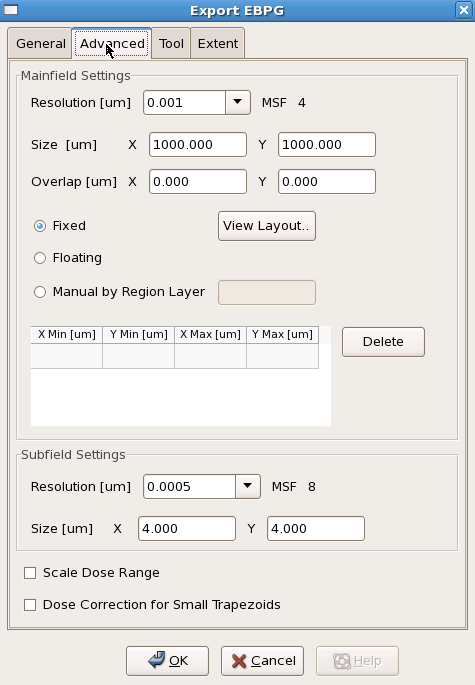 Export EBPG
General Advanced Tool Extent
Mainfield Settings
Resolution [um] 0.001 MSF 4
Size [um] X 1000.000 Y 1000.000
Overlap [um] X 0.000 Y 0.000
Fixed View Layout..
Floating
Manual by Region Layer
X Min [um] Y Min [um] X Max [um] Y Max [um]
Delete
Subfield Settings
Resolution [um] 0.0005 MSF 8
Size [um] X 4.000 Y 4.000
Scale Dose Range
Dose Correction for Small Trapezoids
OK Cancel Help